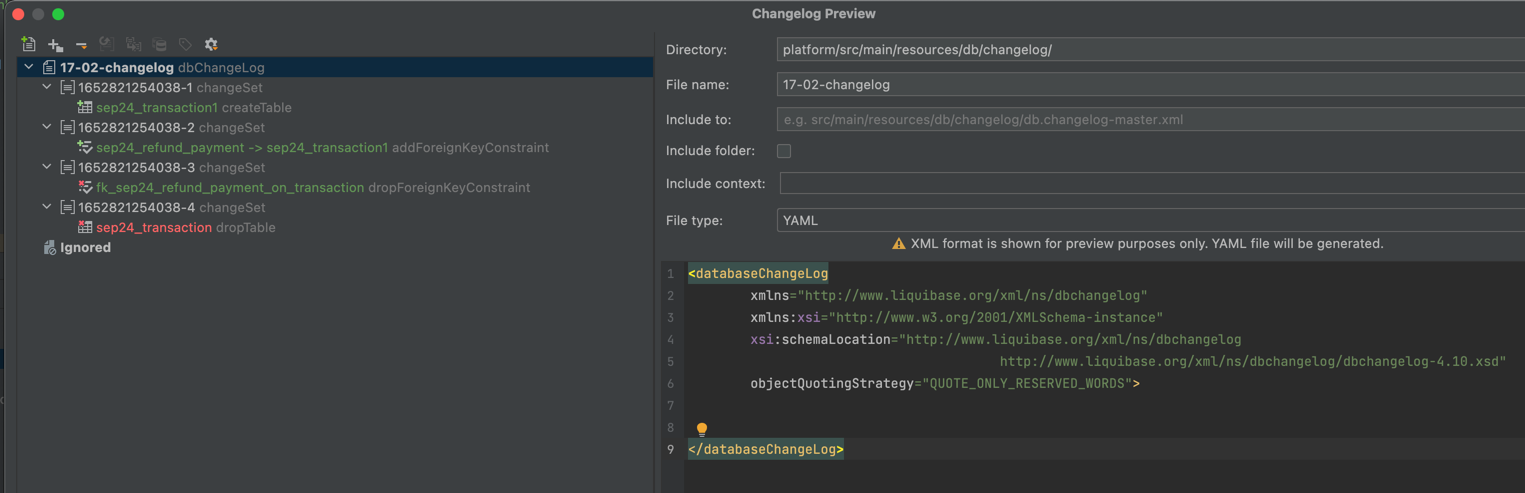 Changelog Preview
17-02-changelog dbChangeLog
1652821254038-1 changeSet
sep24_transaction1 createTable
1652821254038-2 changeSet
sep24_refund_payment -> sep24_transaction1 addForeignKeyConstraint
1652821254038-3 changeSet
fk_sep24_refund_payment_on_transaction dropForeignKeyConstraint
1652821254038-4 changeSet
sep24_transaction dropTable
Ignored
Directory: platform/src/main/resources/db/changelog/
File name: 17-02-changelog
Include to: e.g. src/main/resources/db/changelog/db.changelog-master.xml
Include folder:
Include context:
File type: YAML
XML format is shown for preview purposes only. YAML file will be generated.
1 <databaseChangeLog
2 xmlns="http://www.liquibase.org/xml/ns/dbchangelog"
3 xmlns:xsi="http://www.w3.org/2001/XMLSchema-instance"
4 xsi:schemaLocation="http://www.liquibase.org/xml/ns/dbchangelog
5 http://www.liquibase.org/xml/ns/dbchangelog/dbchangelog-4.10.xsd"
6 objectQuotingStrategy="QUOTE_ONLY_RESERVED_WORDS">
7
8
9 </databaseChangeLog>